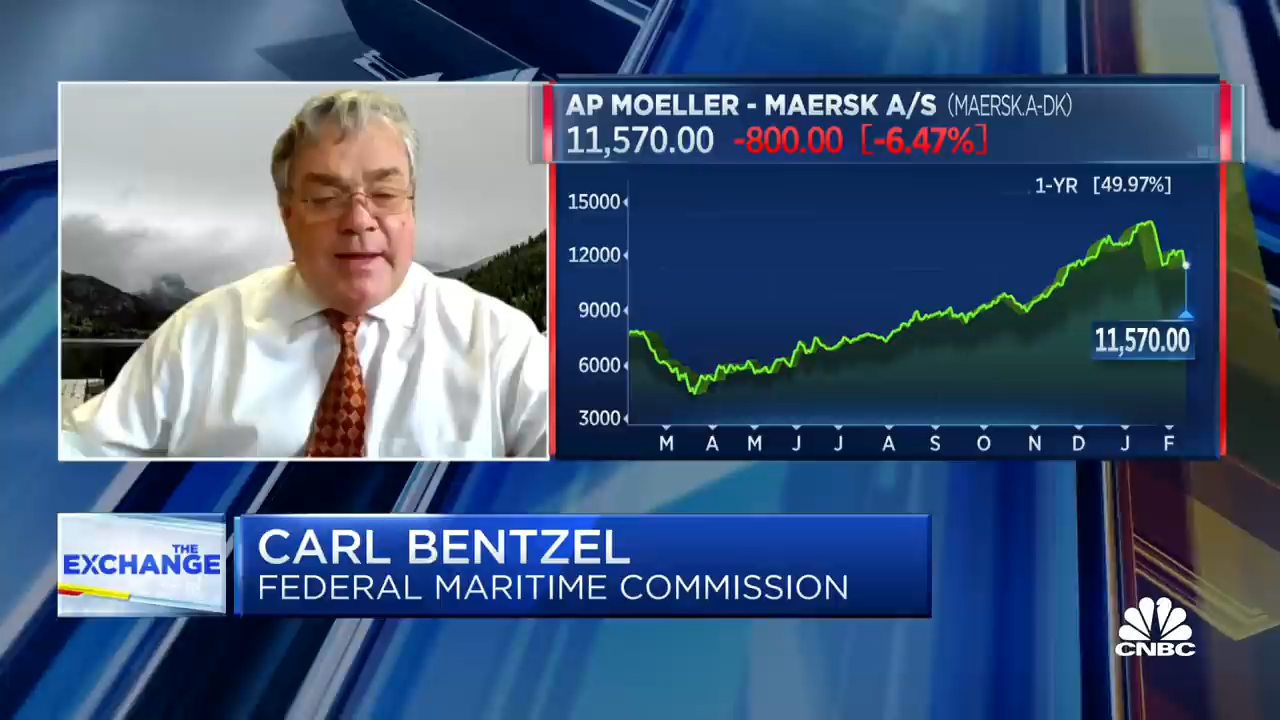 AP MOELLER - MAERSK A/S (MAERSK.A-DK)
11,570.00 -800.00 [-6.47%]
1-YR [49.97%]
15000
12000
9000
6000
3000
11,570.00
M A M J J A S O N D J F
THE
EXCHANGE
CARL BENTZEL
FEDERAL MARITIME COMMISSION
CNBC